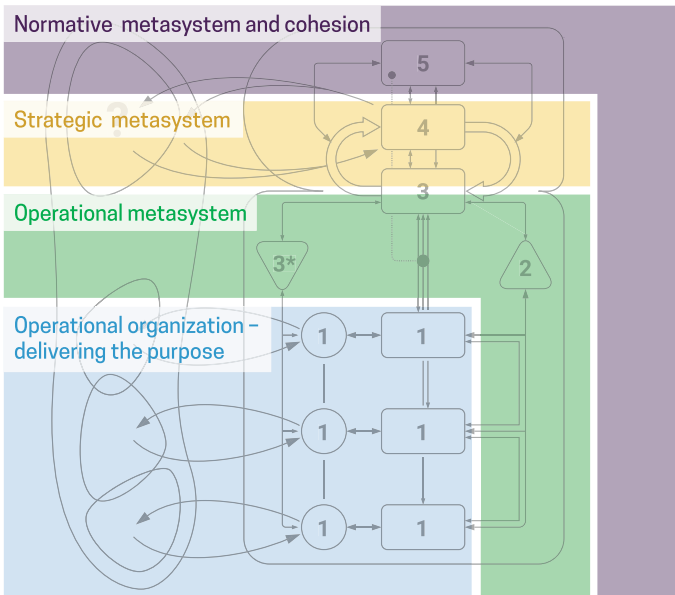 Normative metasystem and cohesion
5
?
Strategic metasystem
4
3
Operational metasystem
3*
2
Operational organization –
delivering the purpose
1 1
1 1
1 1